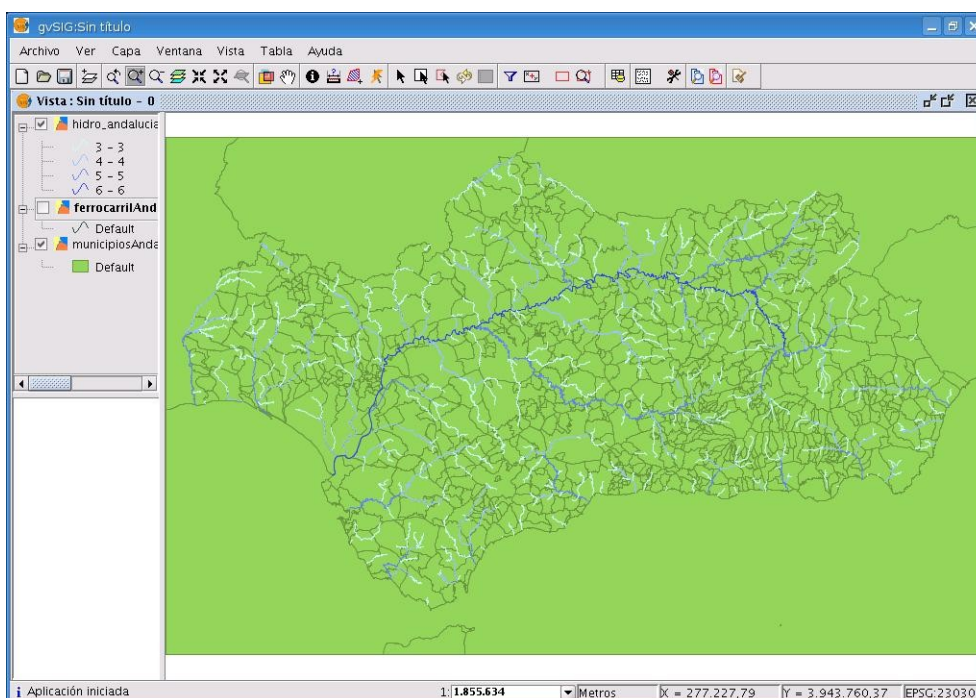 gvSIG:Sin título
Archivo Ver Capa Ventana Vista Tabla Ayuda
Vista : Sin título - 0
hidro_andalucia
3 - 3
4 - 4
5 - 5
6 - 6
ferrocarrilAnd
Default
municipiosAnda
Default
Aplicación iniciada
1: 1.855.634
Metros
X = 277.227,79
Y = 3.943.760,37
EPSG:23030